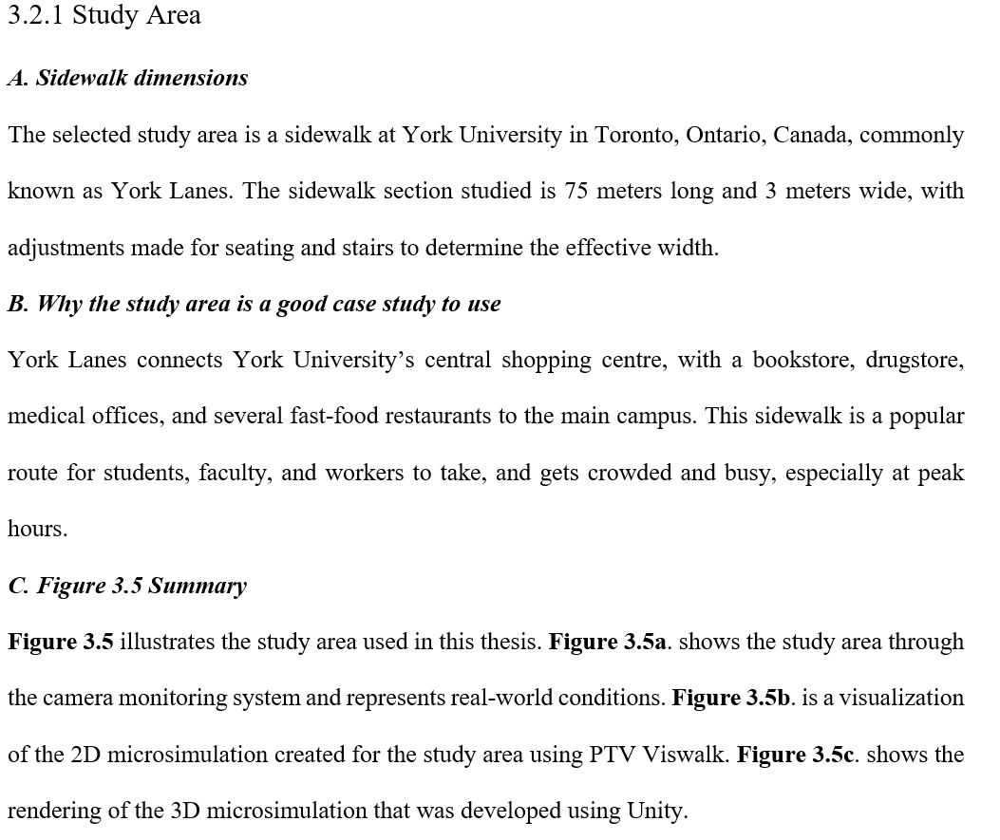 3.2.1 Study Area
A. Sidewalk dimensions
The selected study area is a sidewalk at York University in Toronto, Ontario, Canada, commonly
known as York Lanes. The sidewalk section studied is 75 meters long and 3 meters wide, with
adjustments made for seating and stairs to determine the effective width.
B. Why the study area is a good case study to use
York Lanes connects York University’s central shopping centre, with a bookstore, drugstore,
medical offices, and several fast-food restaurants to the main campus. This sidewalk is a popular
route for students, faculty, and workers to take, and gets crowded and busy, especially at peak
hours.
C. Figure 3.5 Summary
Figure 3.5 illustrates the study area used in this thesis. Figure 3.5a. shows the study area through
the camera monitoring system and represents real-world conditions. Figure 3.5b. is a visualization
of the 2D microsimulation created for the study area using PTV Viswalk. Figure 3.5c. shows the
rendering of the 3D microsimulation that was developed using Unity.